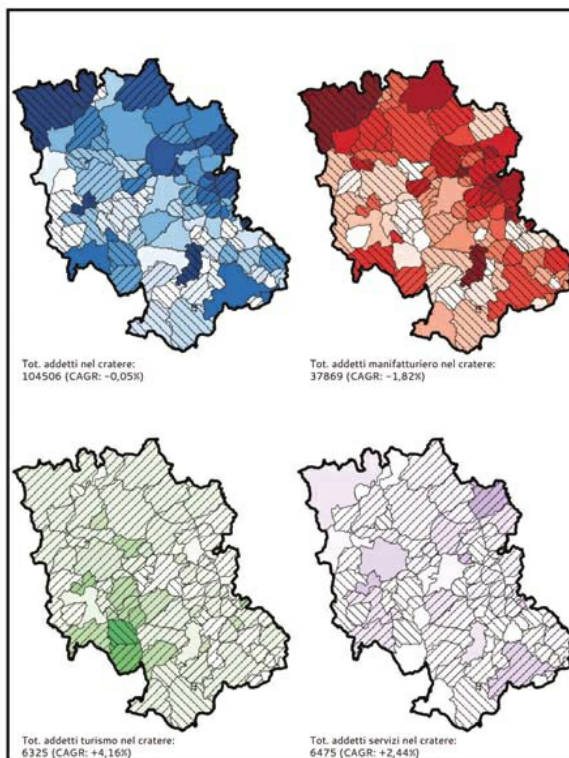 Tot. addetti nel cratere:
104506 (CAGR: -0,05%)
Tot. addetti manifatturiero nel cratere:
37869 (CAGR: -1,82%)
Tot. addetti turismo nel cratere:
6325 (CAGR: +4,16%)
Tot. addetti servizi nel cratere:
6475 (CAGR: +2,44%)